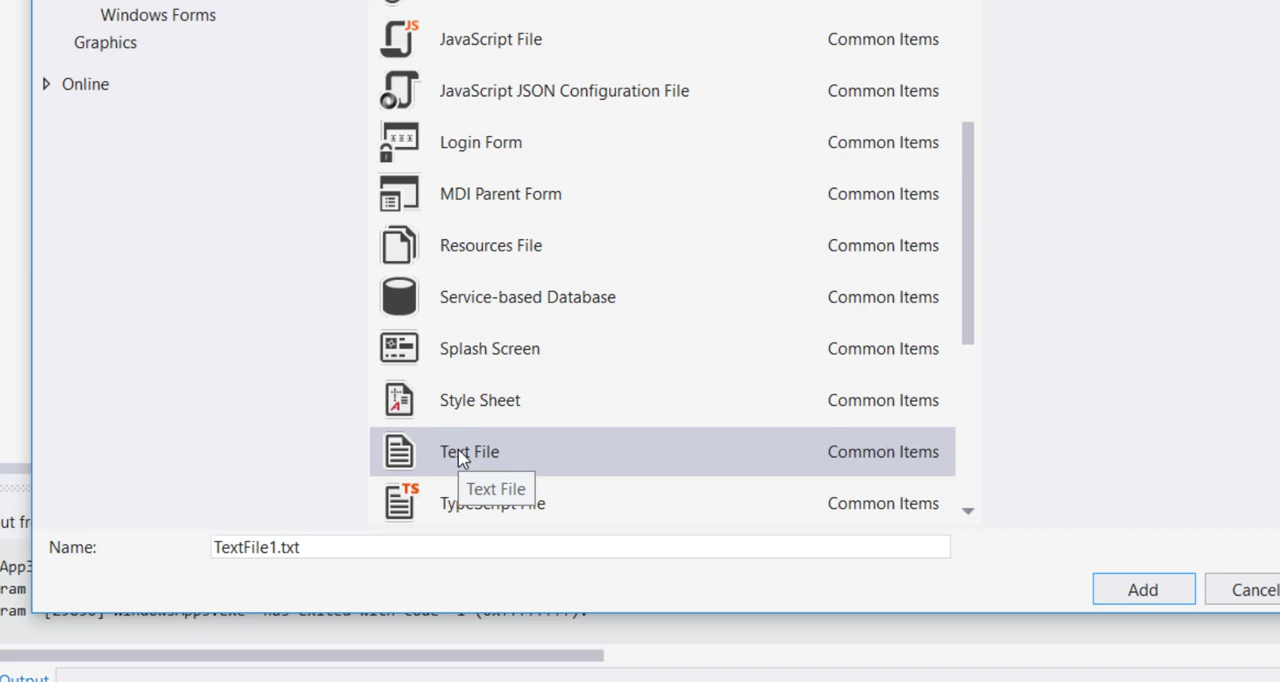 Windows Forms
Graphics
Online
JavaScript File Common Items
JavaScript JSON Configuration File Common Items
Login Form Common Items
MDI Parent Form Common Items
Resources File Common Items
Service-based Database Common Items
Splash Screen Common Items
Style Sheet Common Items
Text File Common Items
Text File
TypeScript File Common Items
Name: TextFile1.txt
Add Cancel
Output